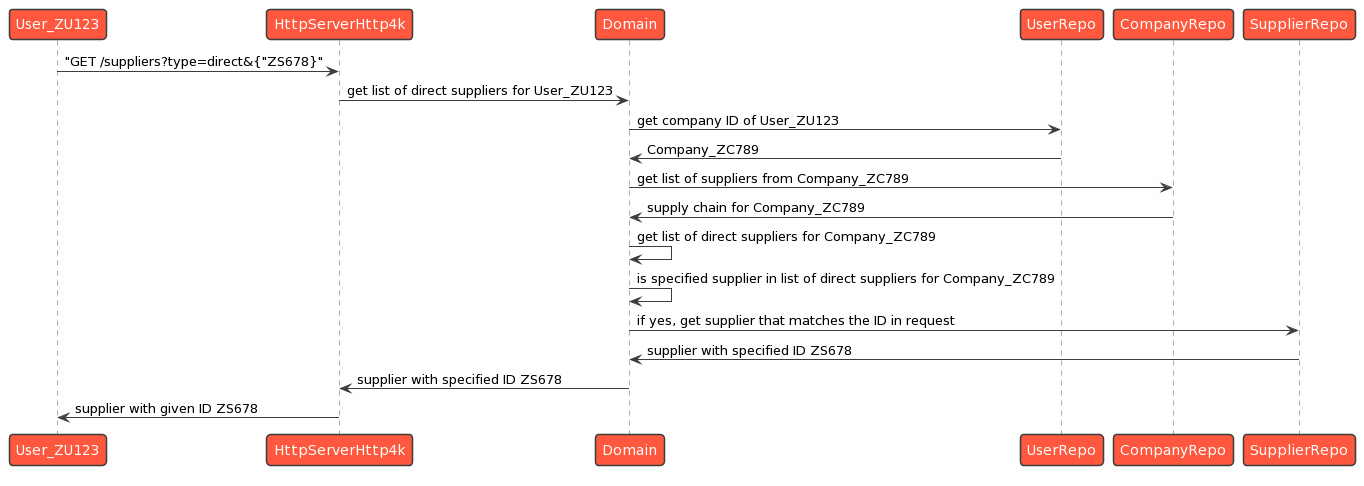 User_ZU123 HttpServerHttp4k Domain UserRepo CompanyRepo SupplierRepo
"GET /suppliers?type=direct&{"ZS678}"
get list of direct suppliers for User_ZU123
get company ID of User_ZU123
Company_ZC789
get list of suppliers from Company_ZC789
supply chain for Company_ZC789
get list of direct suppliers for Company_ZC789
is specified supplier in list of direct suppliers for Company_ZC789
if yes, get supplier that matches the ID in request
supplier with specified ID ZS678
supplier with specified ID ZS678
supplier with given ID ZS678
User_ZU123 HttpServerHttp4k Domain UserRepo CompanyRepo SupplierRepo